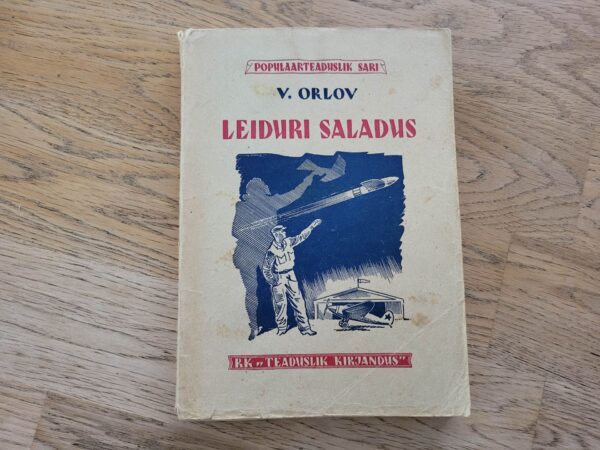 POPULAARTEADUSLIK SARI
V. ORLOV
LEIDURI SALADUS
RK „TEADUSLIK KIRJANDUS"